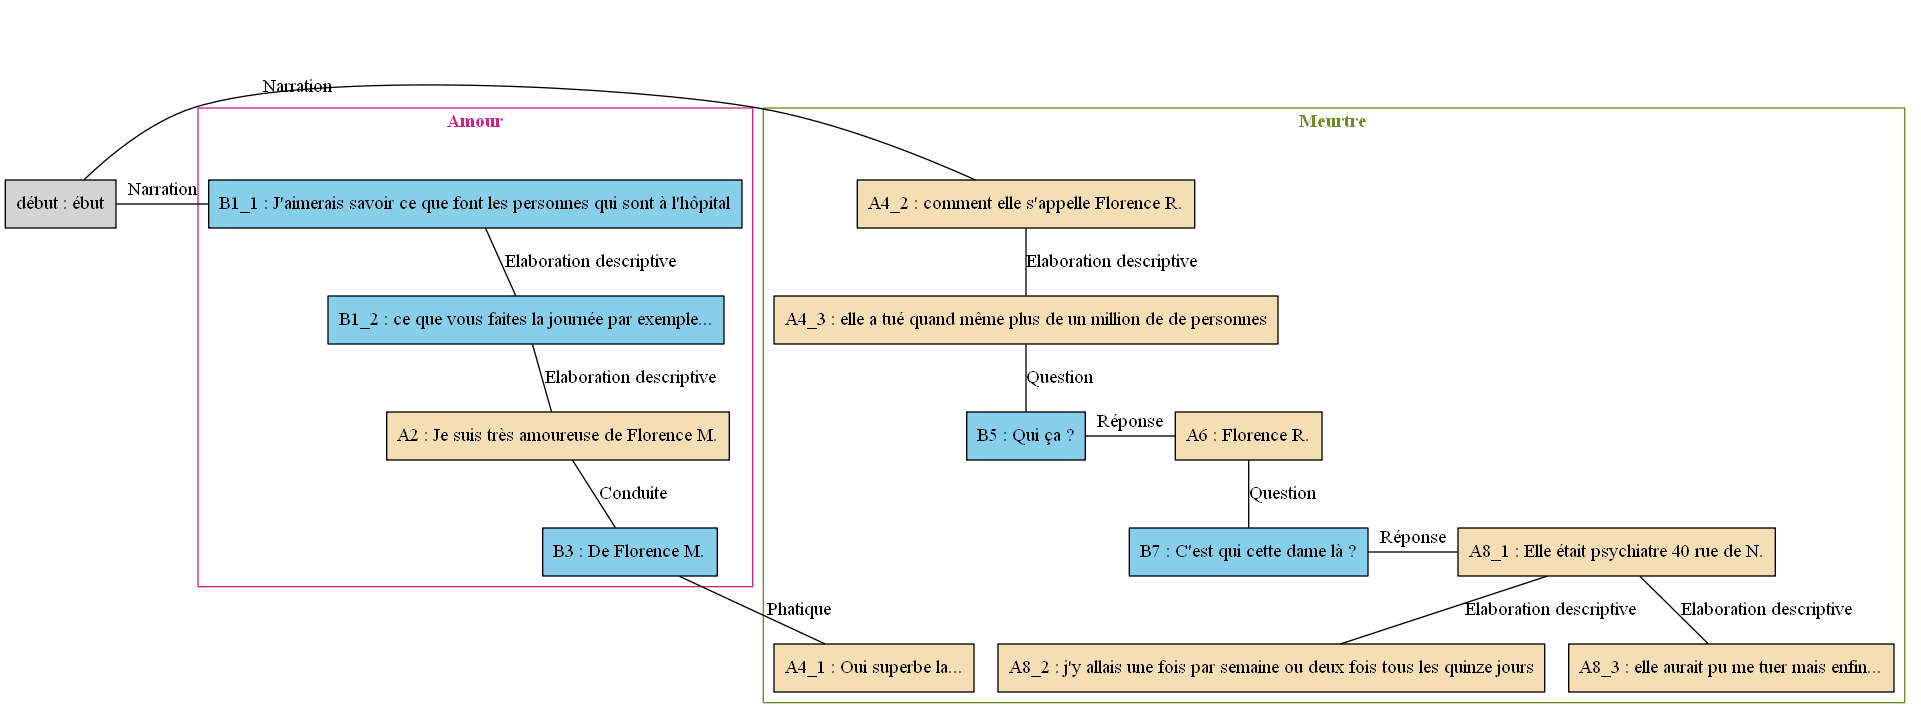 Narration
Amour
Meurtre
début : ébut
Narration
B1_1 : J'aimerais savoir ce que font les personnes qui sont à l'hôpital
A4_2 : comment elle s'appelle Florence R.
Elaboration descriptive
Elaboration descriptive
B1_2 : ce que vous faites la journée par exemple...
A4_3 : elle a tué quand même plus de un million de de personnes
Elaboration descriptive
Question
A2 : Je suis très amoureuse de Florence M.
B5 : Qui ça ?
Réponse
A6 : Florence R.
Conduite
Question
B3 : De Florence M.
B7 : C'est qui cette dame là ?
Réponse
A8_1 : Elle était psychiatre 40 rue de N.
Phatique
Elaboration descriptive
Elaboration descriptive
A4_1 : Oui superbe la...
A8_2 : j'y allais une fois par semaine ou deux fois tous les quinze jours
A8_3 : elle aurait pu me tuer mais enfin...